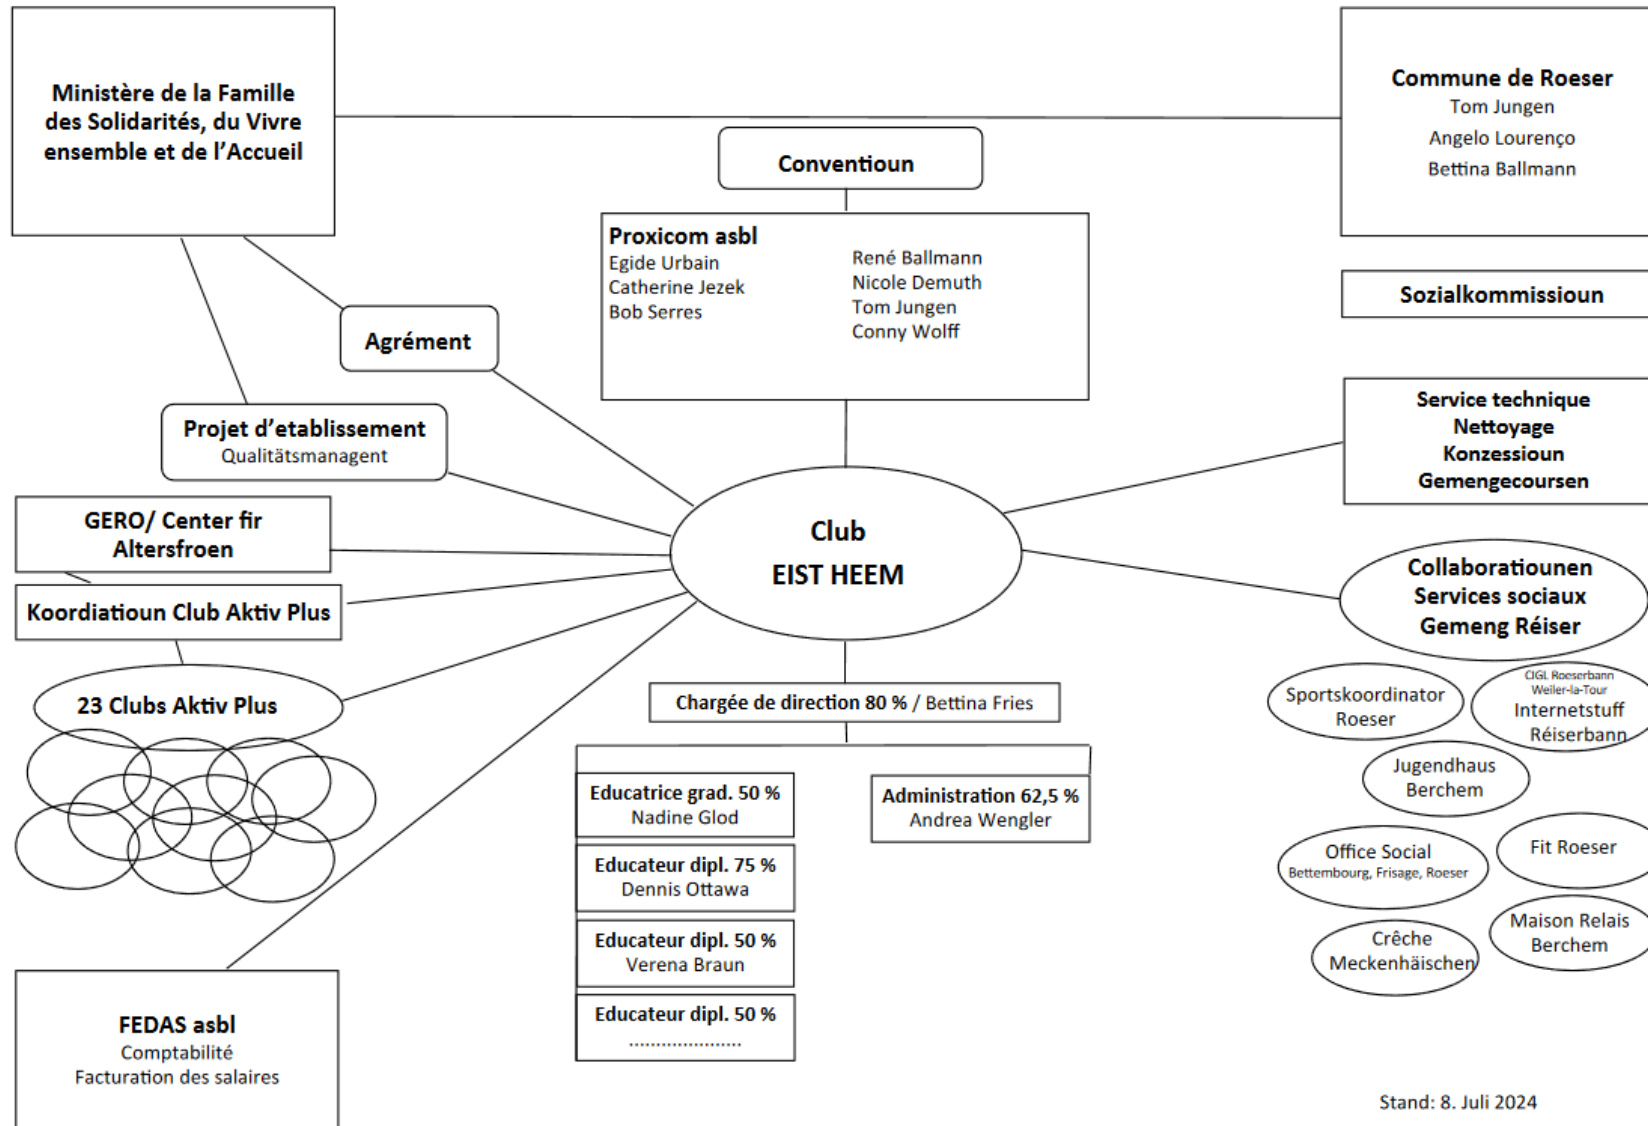 Ministère de la Famille
des Solidarités, du Vivre
ensemble et de l'Accueil
Commune de Roeser
Tom Jungen
Angelo Lourenço
Bettina Ballmann
Conventioun
Proxicom asbl
Egide Urbain
Catherine Jezek
Bob Serres
René Ballmann
Nicole Demuth
Tom Jungen
Conny Wolff
Sozialkommissioun
Agrément
Projet d'etablissement
Qualitätsmanagent
Service technique
Nettoyage
Konzessioun
Gemengecoursen
GERO/ Center fir
Altersfroen
Koordiatioun Club Aktiv Plus
23 Clubs Aktiv Plus
Club
EIST HEEM
Collaboratiounen
Services sociaux
Gemeng Réiser
Chargée de direction 80 % / Bettina Fries
Educatrice grad. 50 %
Nadine Glod
Educateur dipl. 75 %
Dennis Ottawa
Educateur dipl. 50 %
Verena Braun
Educateur dipl. 50 %
.....................
Administration 62,5 %
Andrea Wengler
Sportskoordinator
Roeser
CIGL Roeserbann
Weiler-la-Tour
Internetstuff
Réiserbann
Jugendhaus
Berchem
Office Social
Bettembourg, Frisage, Roeser
Fit Roeser
Crêche
Meckenhäischen
Maison Relais
Berchem
FEDAS asbl
Comptabilité
Facturation des salaires
Stand: 8. Juli 2024